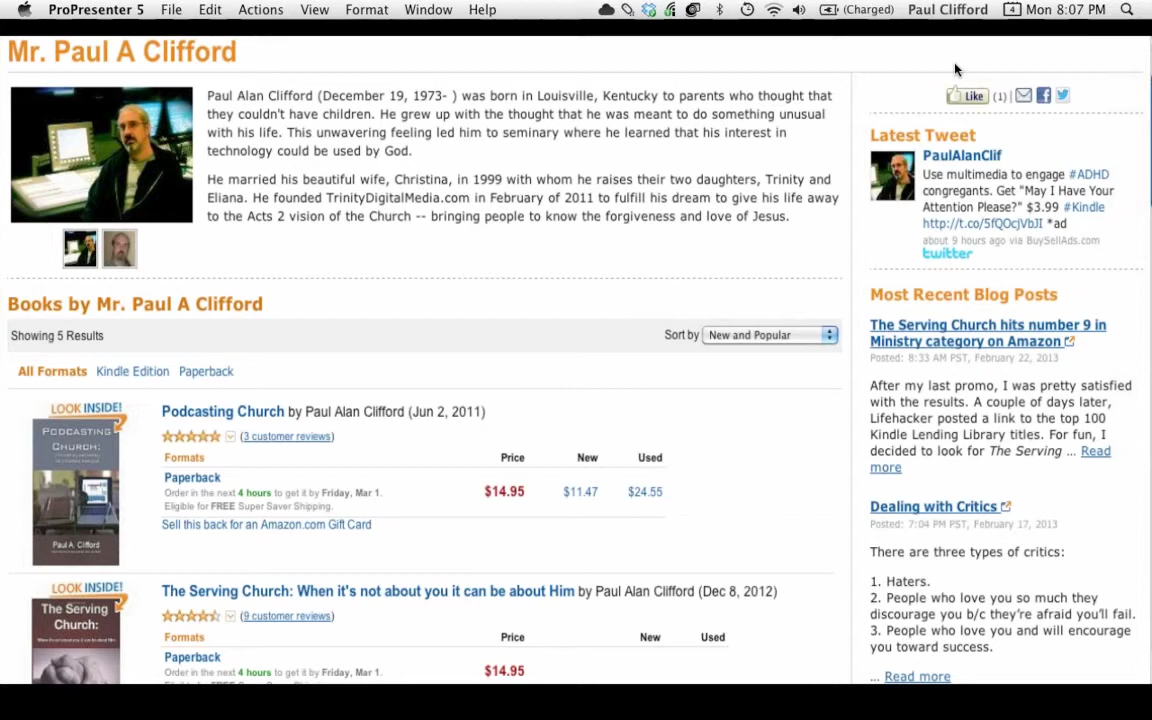 ProPresenter 5 File Edit Actions View Format Window Help (Charged) Paul Clifford 4 Mon 8:07 PM
Mr. Paul A Clifford
Paul Alan Clifford (December 19, 1973- ) was born in Louisville, Kentucky to parents who thought that
they couldn't have children. He grew up with the thought that he was meant to do something unusual
with his life. This unwavering feeling led him to seminary where he learned that his interest in
technology could be used by God.
He married his beautiful wife, Christina, in 1999 with whom he raises their two daughters, Trinity and
Eliana. He founded TrinityDigitalMedia.com in February of 2011 to fulfill his dream to give his life away
to the Acts 2 vision of the Church -- bringing people to know the forgiveness and love of Jesus.
Books by Mr. Paul A Clifford
Showing 5 Results
Sort by New and Popular
All Formats Kindle Edition Paperback
LOOK INSIDE!
PODCASTING
CHURCH:
Paul A. Clifford
Podcasting Church by Paul Alan Clifford (Jun 2, 2011)
(3 customer reviews)
Formats Price New Used
Paperback
Order in the next 4 hours to get it by Friday, Mar 1.
$14.95 $11.47 $24.55
Eligible for FREE Super Saver Shipping.
Sell this back for an Amazon.com Gift Card
LOOK INSIDE!
The Serving
Church:
The Serving Church: When it's not about you it can be about Him by Paul Alan Clifford (Dec 8, 2012)
(9 customer reviews)
Formats Price New Used
Paperback
Order in the next 4 hours to get it by Friday, Mar 1.
$14.95
Like (1) |
Latest Tweet
PaulAlanClif
Use multimedia to engage #ADHD
congregants. Get "May I Have Your
Attention Please?" $3.99 #Kindle
http://t.co/5fQOcjVbJI *ad
about 9 hours ago via BuySellAds.com
twitter
Most Recent Blog Posts
The Serving Church hits number 9 in
Ministry category on Amazon
Posted: 8:33 AM PST, February 22, 2013
After my last promo, I was pretty satisfied
with the results. A couple of days later,
Lifehacker posted a link to the top 100
Kindle Lending Library titles. For fun, I
decided to look for The Serving ... Read
more
Dealing with Critics
Posted: 7:04 PM PST, February 17, 2013
There are three types of critics:
1. Haters.
2. People who love you so much they
discourage you b/c they're afraid you'll fail.
3. People who love you and will encourage
you toward success.
... Read more